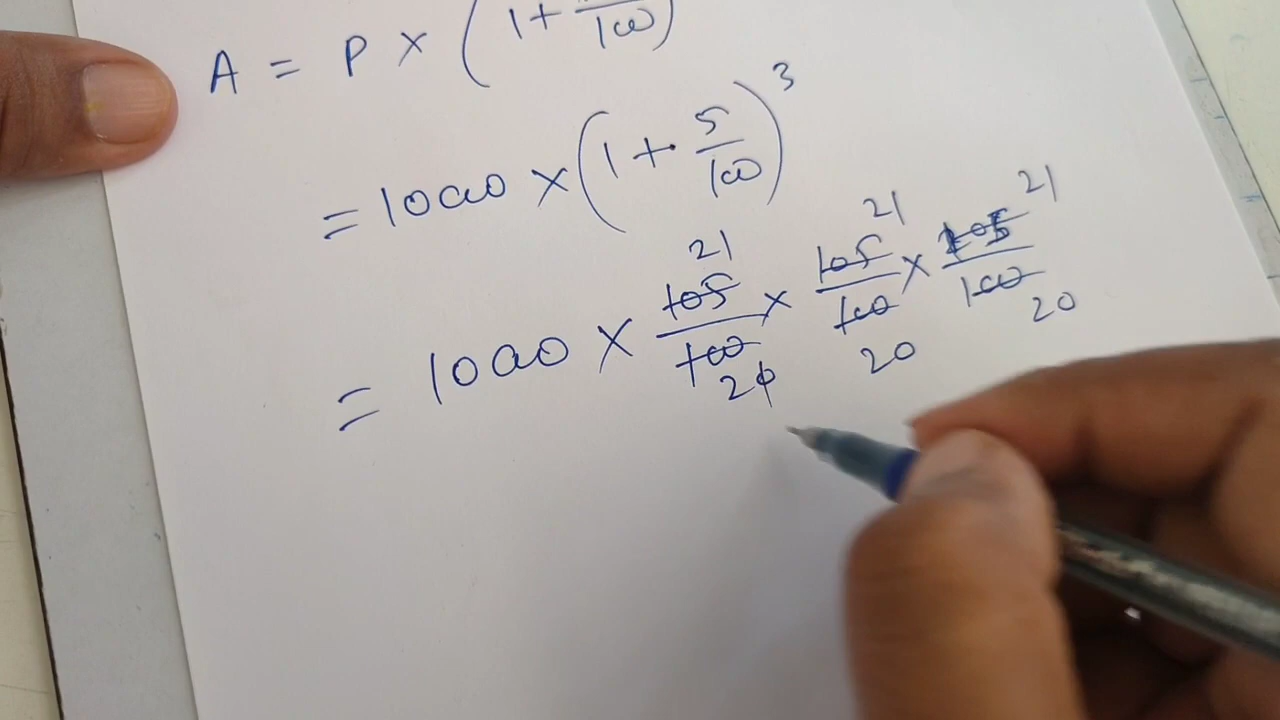 A = P × (1 + /100)
= 1000 × (1 + 5/100)³
21 21 21
= 1000 × 105/100 × 105/100 × 105/100
20 20 20